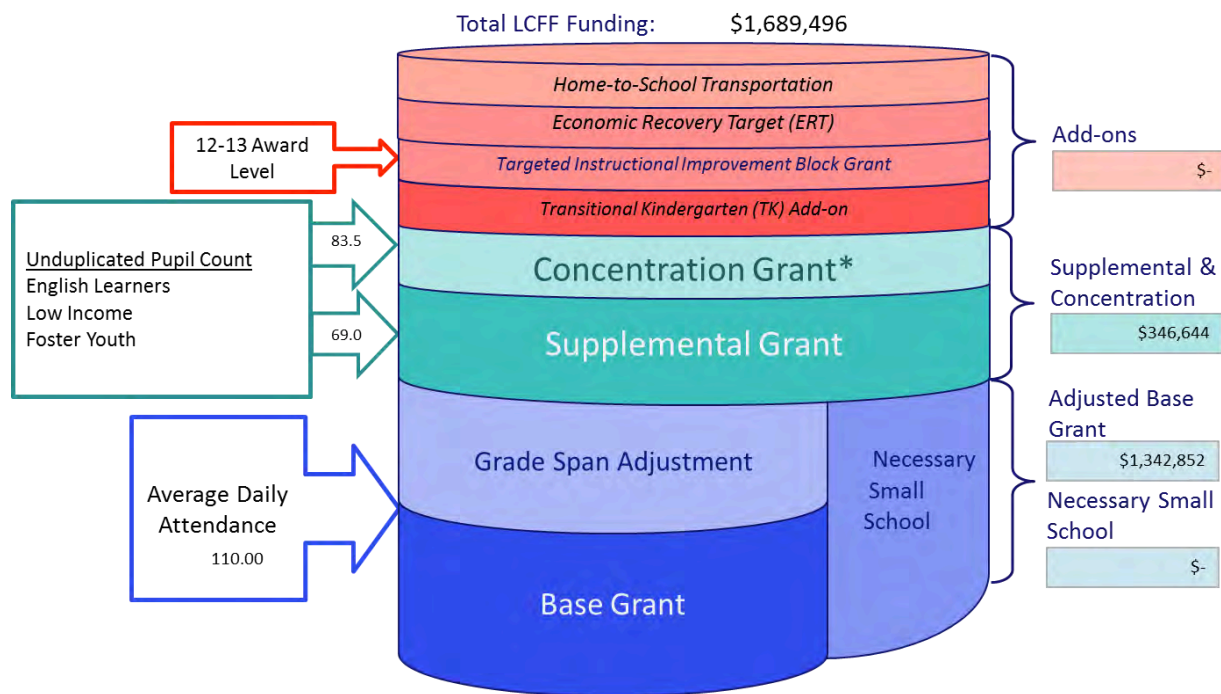 Total LCFF Funding: $1,689,496
Home-to-School Transportation
Economic Recovery Target (ERT)
Targeted Instructional Improvement Block Grant
Transitional Kindergarten (TK) Add-on
Concentration Grant*
Supplemental Grant
Grade Span Adjustment
Base Grant
Necessary
Small
School
12-13 Award
Level
Unduplicated Pupil Count
English Learners
Low Income
Foster Youth
83.5
69.0
Average Daily
Attendance
110.00
Add-ons
$-
Supplemental &
Concentration
$346,644
Adjusted Base
Grant
$1,342,852
Necessary Small
School
$-